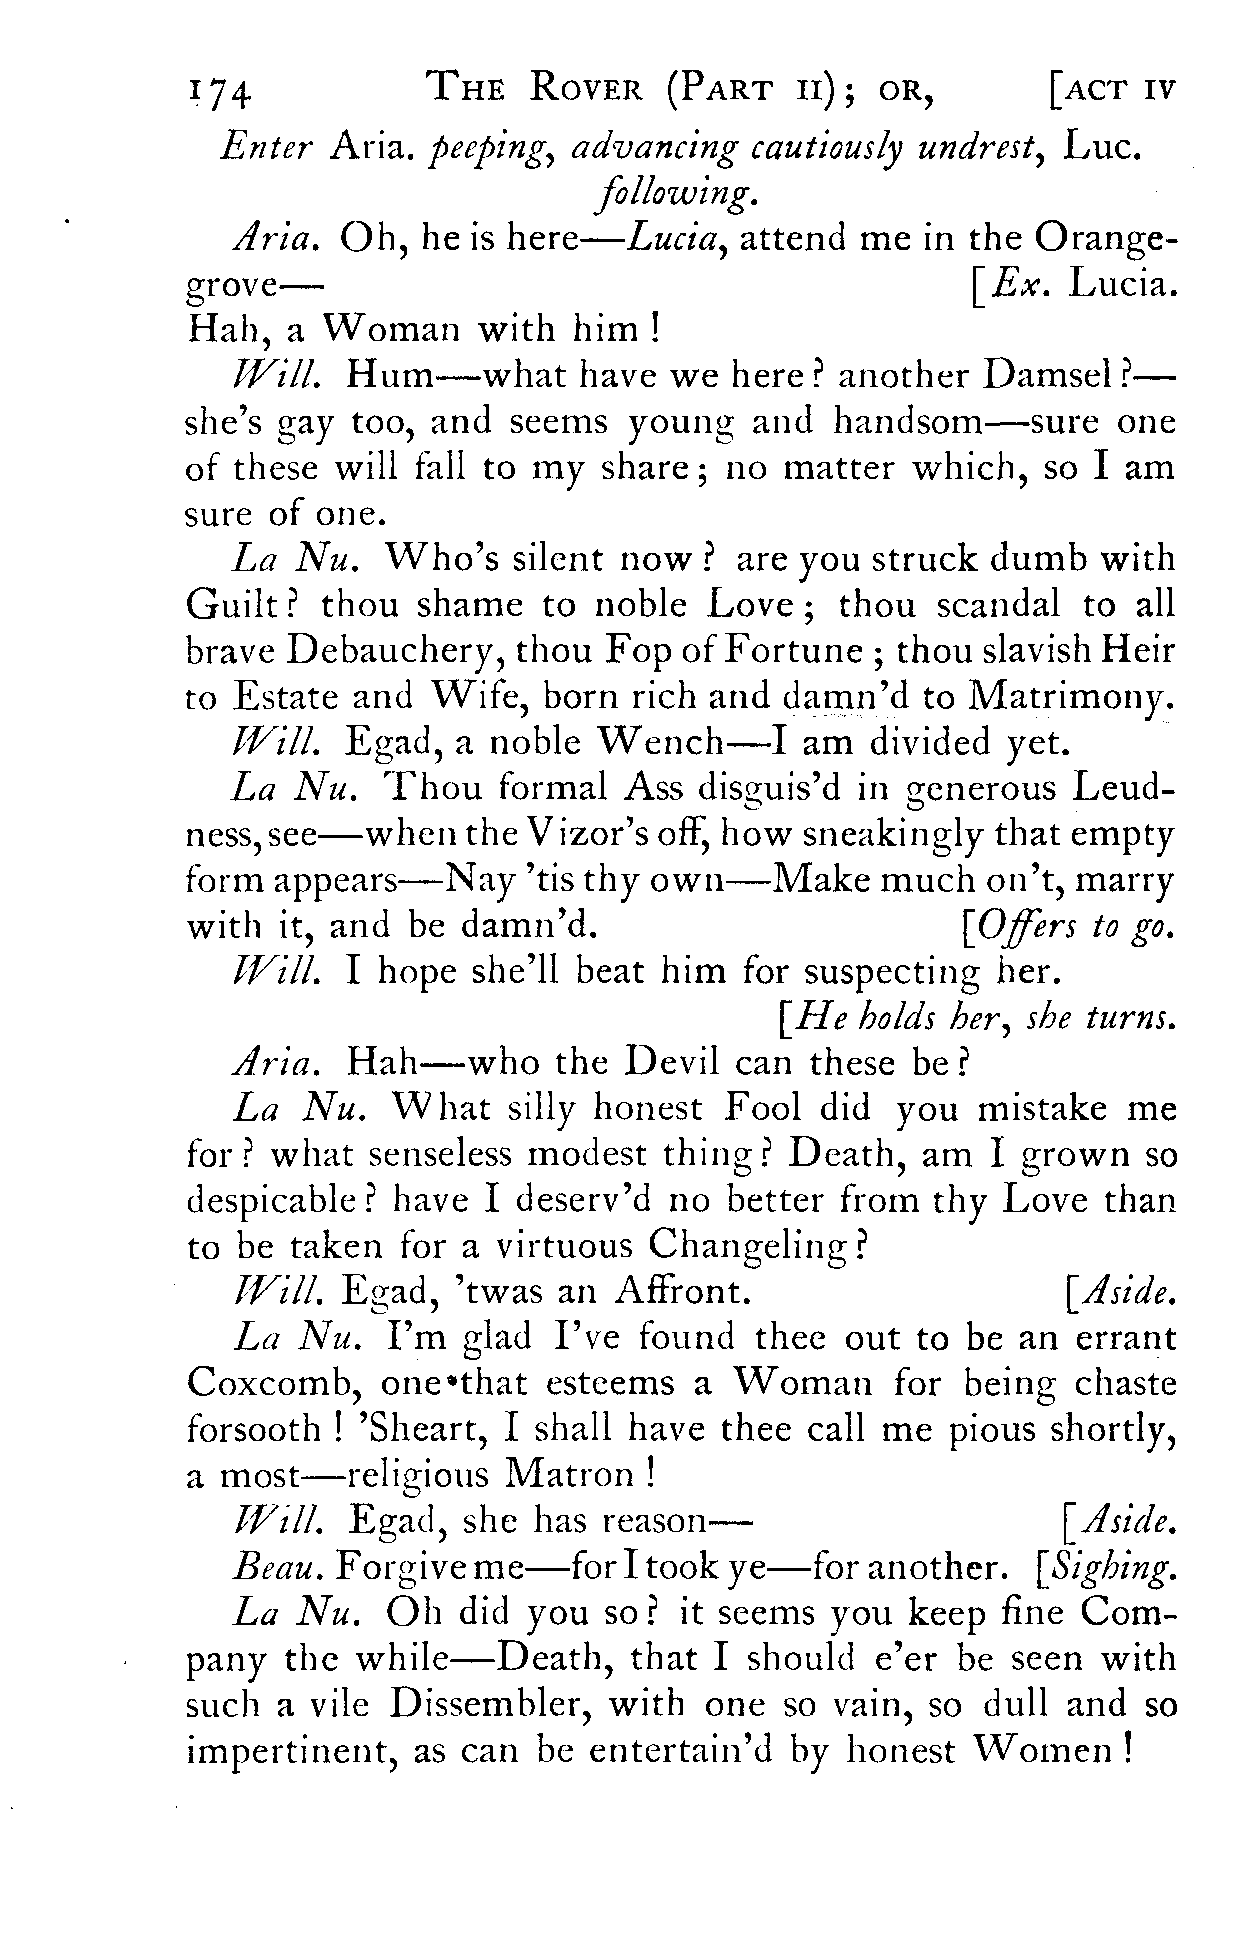 174 THE ROVER (PART II); OR, [ACT IV
Enter Aria. peeping, advancing cautiously undrest, Luc.
following.
Aria. Oh, he is here—Lucia, attend me in the Orange-
grove— [Ex. Lucia.
Hah, a Woman with him!
Will. Hum—what have we here? another Damsel?—
she's gay too, and seems young and handsom—sure one
of these will fall to my share; no matter which, so I am
sure of one.
La Nu. Who's silent now? are you struck dumb with
Guilt? thou shame to noble Love; thou scandal to all
brave Debauchery, thou Fop of Fortune; thou slavish Heir
to Estate and Wife, born rich and damn'd to Matrimony.
Will. Egad, a noble Wench—I am divided yet.
La Nu. Thou formal Ass disguis'd in generous Leud-
ness, see—when the Vizor's off, how sneakingly that empty
form appears—Nay 'tis thy own—Make much on't, marry
with it, and be damn'd. [Offers to go.
Will. I hope she'll beat him for suspecting her.
[He holds her, she turns.
Aria. Hah—who the Devil can these be?
La Nu. What silly honest Fool did you mistake me
for? what senseless modest thing? Death, am I grown so
despicable? have I deserv'd no better from thy Love than
to be taken for a virtuous Changeling?
Will. Egad, 'twas an Affront. [Aside.
La Nu. I'm glad I've found thee out to be an errant
Coxcomb, one that esteems a Woman for being chaste
forsooth! 'Sheart, I shall have thee call me pious shortly,
a most—religious Matron!
Will. Egad, she has reason— [Aside.
Beau. Forgive me—for I took ye—for another. [Sighing.
La Nu. Oh did you so? it seems you keep fine Com-
pany the while—Death, that I should e'er be seen with
such a vile Dissembler, with one so vain, so dull and so
impertinent, as can be entertain'd by honest Women!